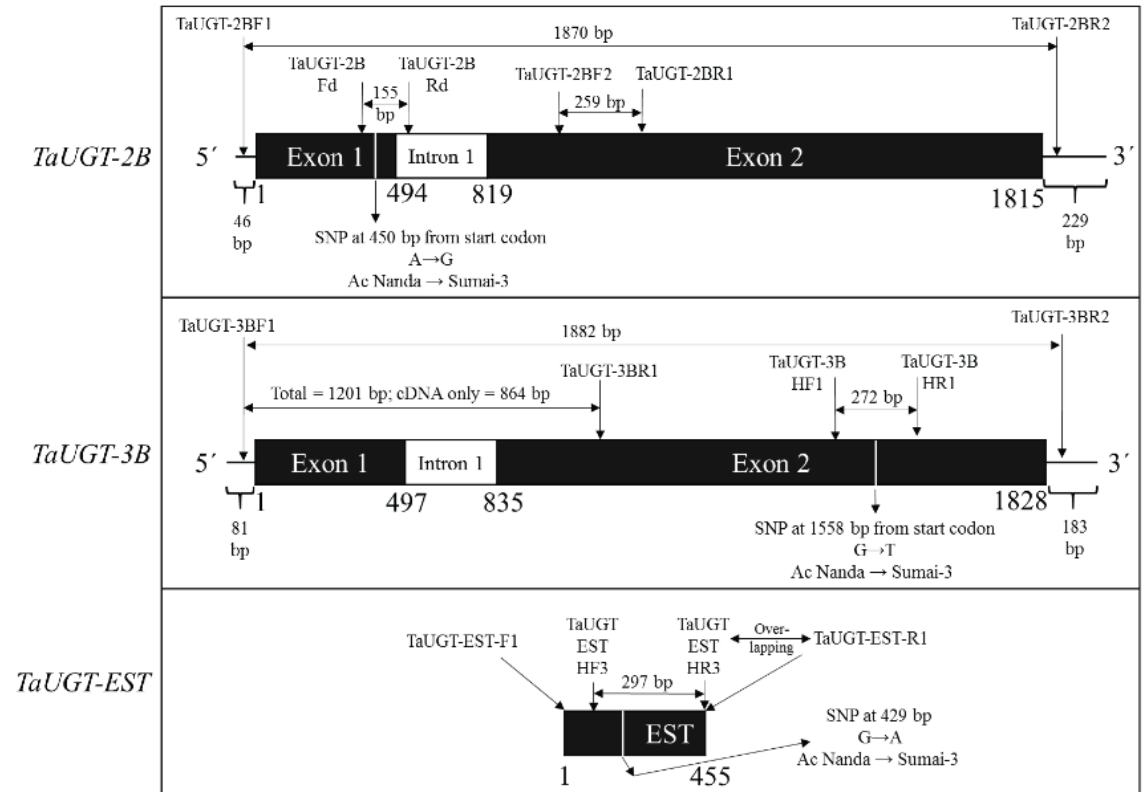 TaUGT-2BF1
TaUGT-2BR2
1870 bp
TaUGT-2B
Fd
TaUGT-2B
Rd
155
bp
TaUGT-2BF2
TaUGT-2BR1
259 bp
TaUGT-2B
5´
Exon 1
Intron 1
Exon 2
3´
1
494
819
1815
46
bp
229
bp
SNP at 450 bp from start codon
A→G
Ac Nanda → Sumai-3
TaUGT-3BF1
TaUGT-3BR2
1882 bp
TaUGT-3BR1
TaUGT-3B
HF1
TaUGT-3B
HR1
Total = 1201 bp; cDNA only = 864 bp
272 bp
TaUGT-3B
5´
Exon 1
Intron 1
Exon 2
3´
1
497
835
1828
81
bp
183
bp
SNP at 1558 bp from start codon
G→T
Ac Nanda → Sumai-3
TaUGT-EST-F1
TaUGT
EST
HF3
TaUGT
EST
HR3
Over-
lapping
TaUGT-EST-R1
297 bp
TaUGT-EST
EST
1
455
SNP at 429 bp
G→A
Ac Nanda → Sumai-3